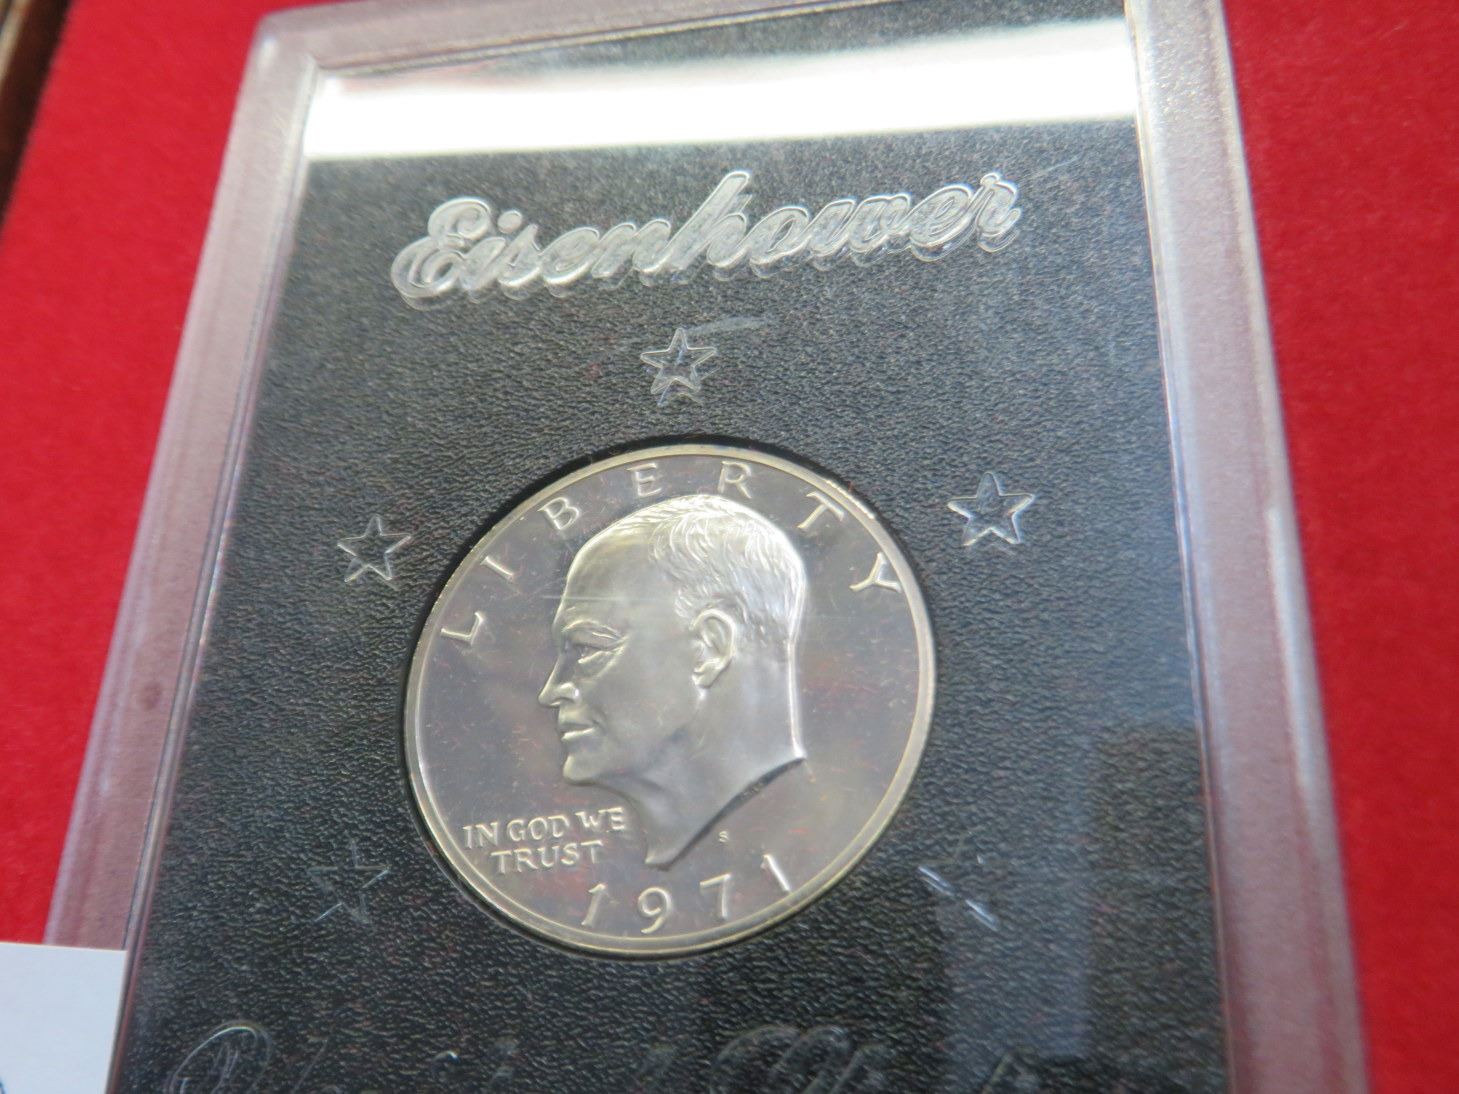 Eisenhower
LIBERTY
IN GOD WE
TRUST
S
1971